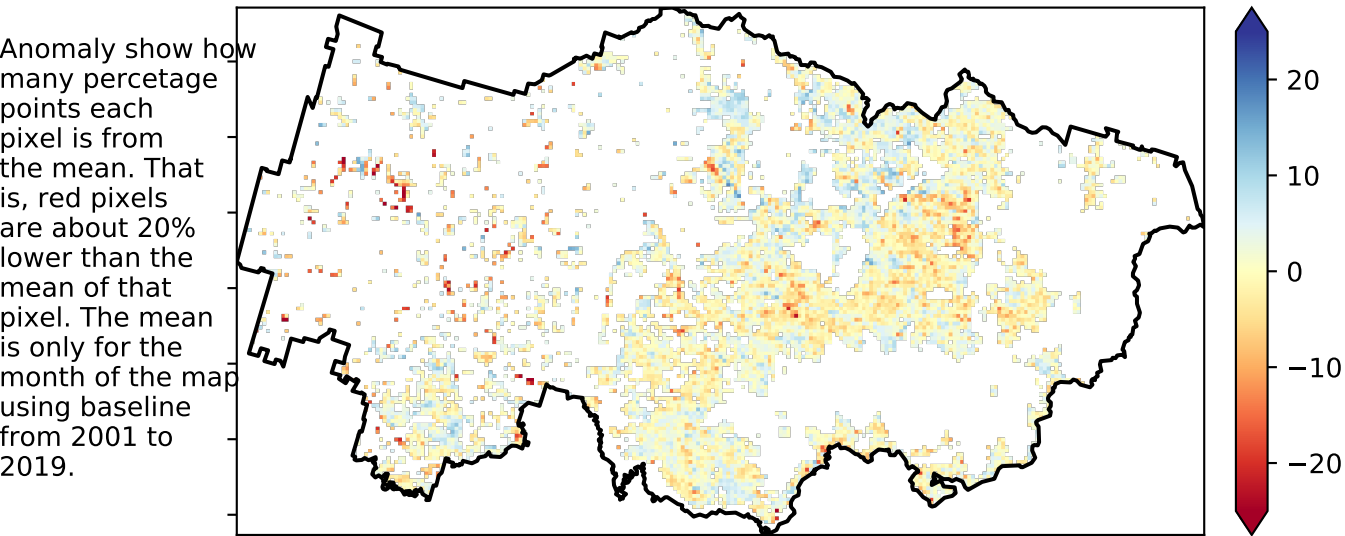 Anomaly show how
many percetage
points each
pixel is from
the mean. That
is, red pixels
are about 20%
lower than the
mean of that
pixel. The mean
is only for the
month of the map
using baseline
from 2001 to
2019.
20
10
0
−10
−20